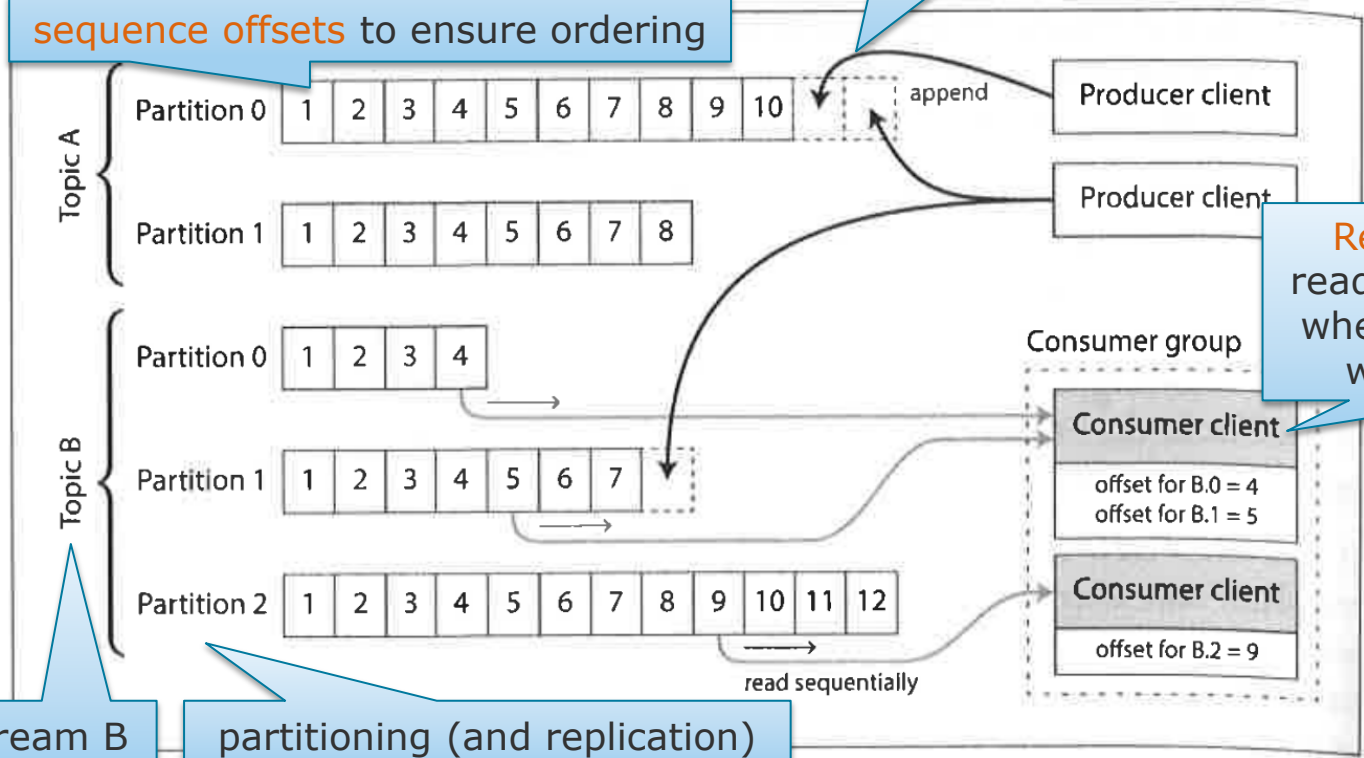 sequence offsets to ensure ordering
Topic A
Partition 0 1 2 3 4 5 6 7 8 9 10 append
Partition 1 1 2 3 4 5 6 7 8
Producer client
Producer client
Topic B
Partition 0 1 2 3 4
Partition 1 1 2 3 4 5 6 7
Partition 2 1 2 3 4 5 6 7 8 9 10 11 12
read sequentially
Consumer group
Consumer client
offset for B.0 = 4
offset for B.1 = 5
Consumer client
offset for B.2 = 9
B
partitioning (and replication)